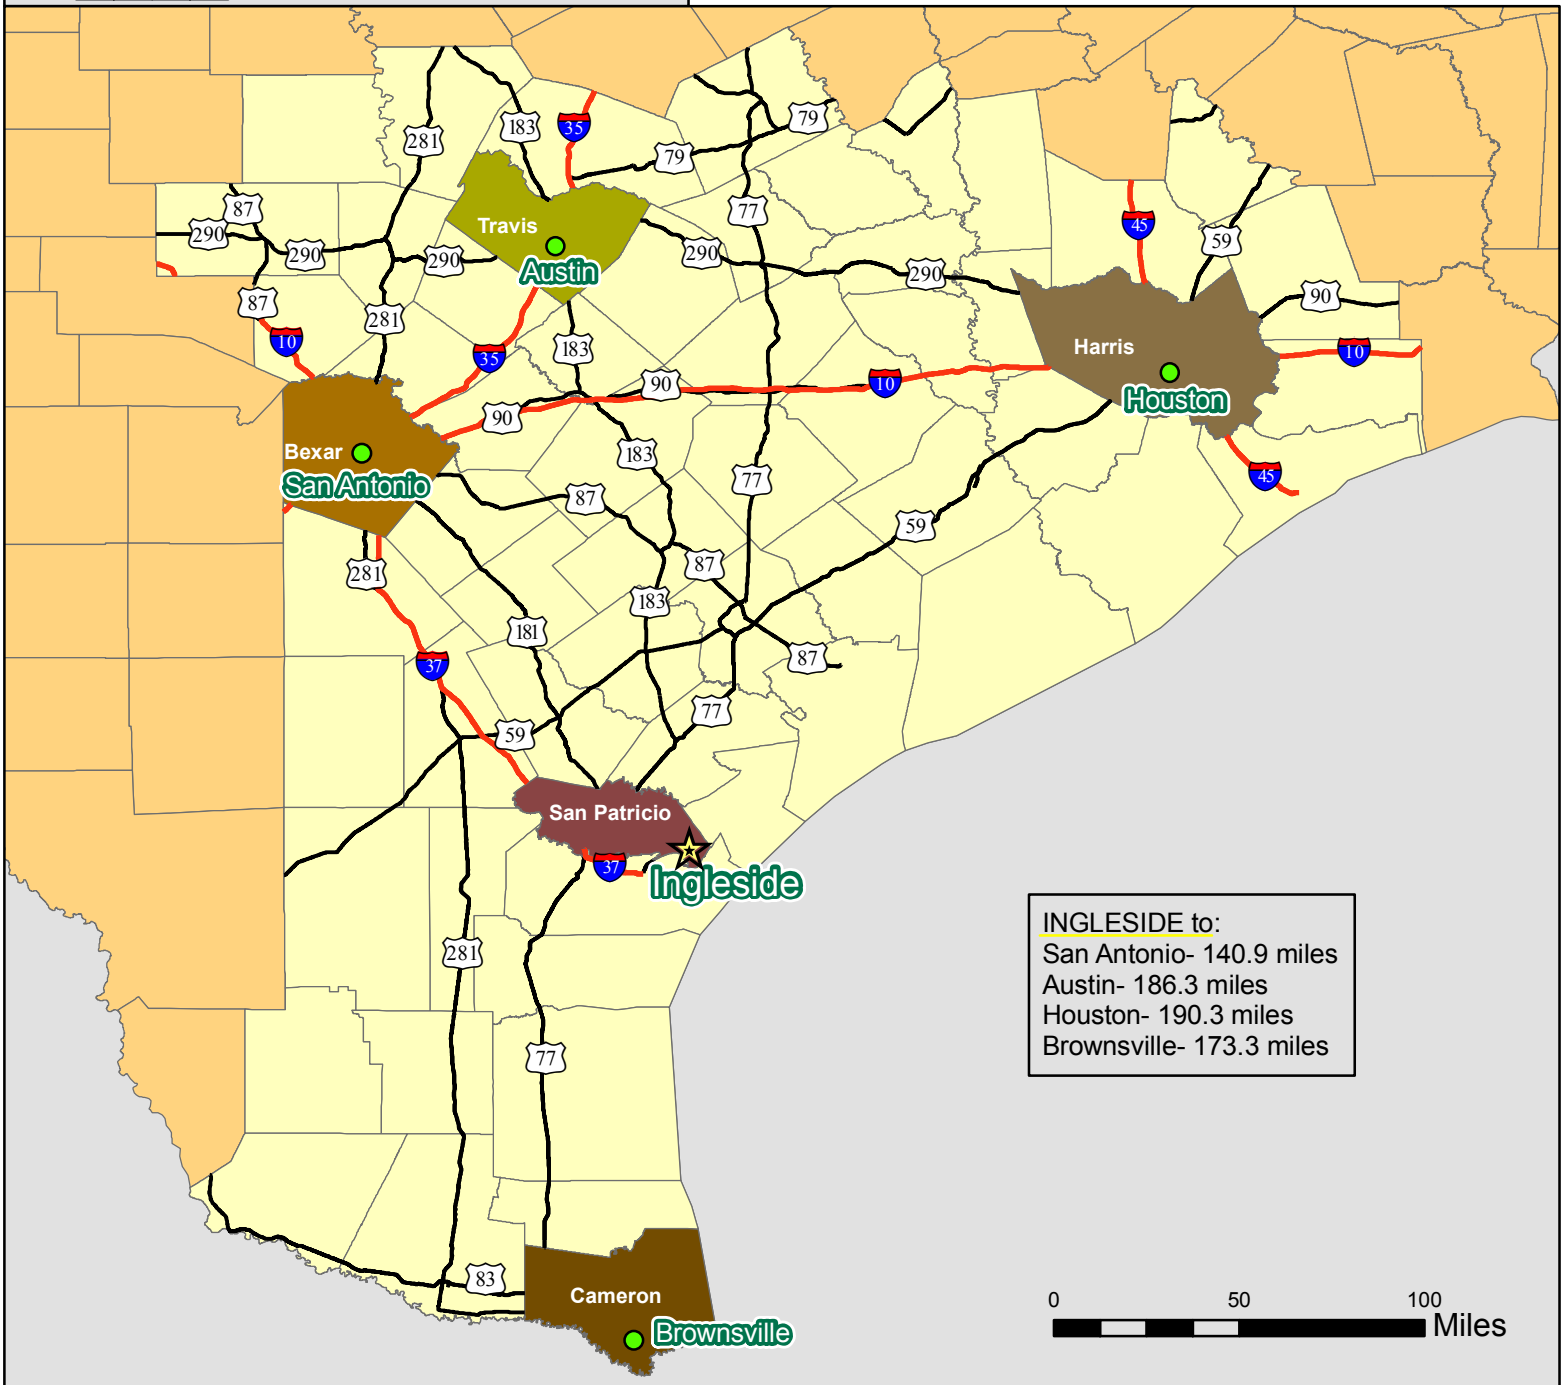 281
183
35
79
79
87
290
290
290
77
290
290
45
59
90
Travis
Austin
87
10
281
35
183
90
90
10
Harris
Houston
10
Bexar
San Antonio
183
87
77
59
45
281
87
183
181
37
87
77
59
San Patricio
37
Ingleside
281
77
83
Cameron
Brownsville
INGLESIDE to:
San Antonio- 140.9 miles
Austin- 186.3 miles
Houston- 190.3 miles
Brownsville- 173.3 miles
0 50 100
Miles